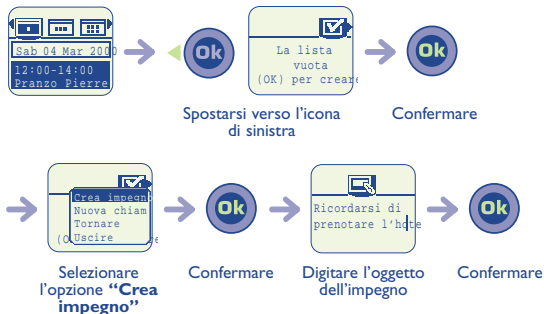 Sab 04 Mar 2000
12:00-14:00
Pranzo Pierre
Ok
La lista
vuota
(OK) per creare
Ok
Spostarsi verso l'icona
di sinistra
Confermare
Crea impegno
Nuova chiam
Tornare
Uscire
Ok
Ricordarsi di
prenotare l'hote
Ok
Selezionare
l'opzione "Crea
impegno"
Confermare
Digitare l'oggetto
dell'impegno
Confermare